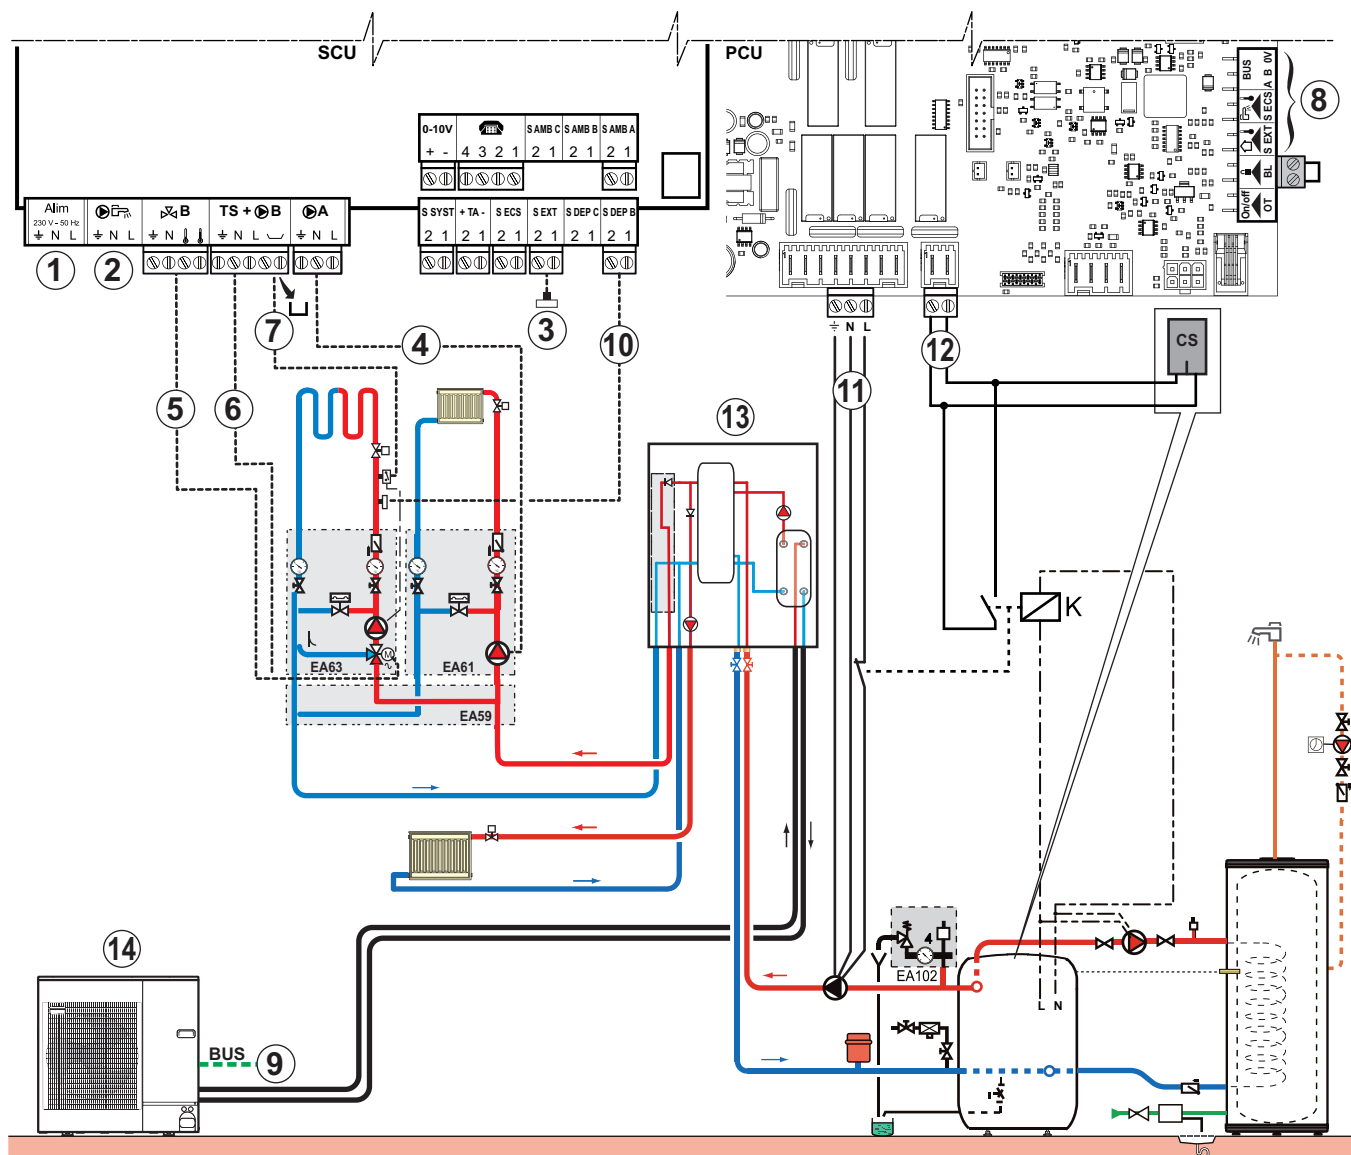 SCU
PCU
0-10V
+ -
4 3 2 1
S AMB C
2 1
S AMB B
2 1
S AMB A
2 1
Alim
230 V - 50 Hz
N L
N L
B
N
TS + B
N L
A
N L
S SYST
2 1
+ TA -
2 1
S ECS
2 1
S EXT
2 1
S DEP C
2 1
S DEP B
2 1
BUS
A B 0V
S ECS
S EXT
BL
On/off
OT
1
1
8
1
2
3
4
5
6
7
10
N L
11
12
CS
13
EA63
M
EA61
EA59
K
14
BUS
9
4
EA102
L N